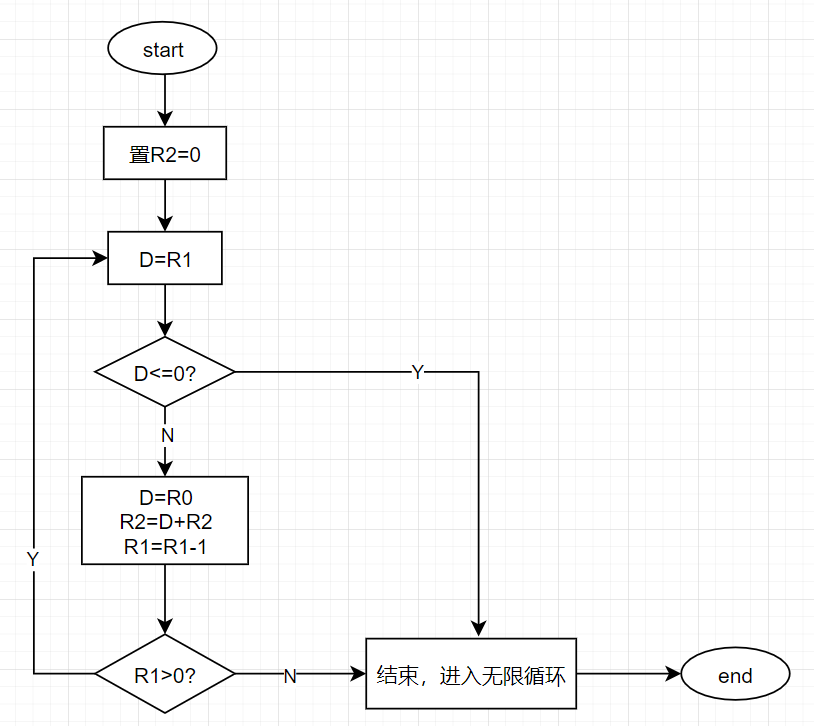 start
置R2=0
D=R1
D<=0?
Y
N
D=R0
R2=D+R2
R1=R1-1
Y
R1>0?
N
结束，进入无限循环
end